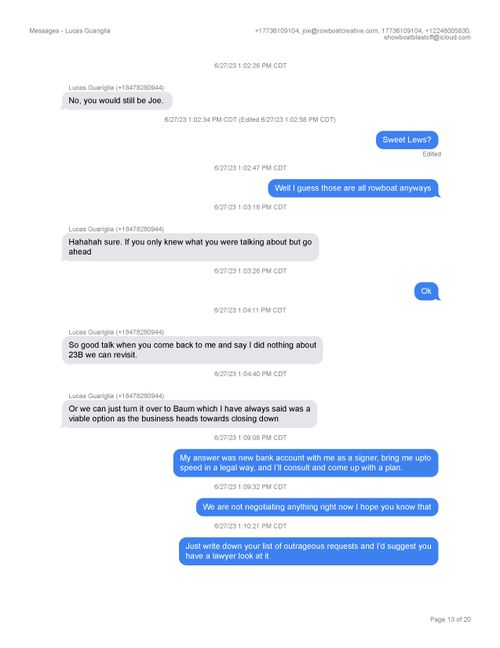 Messages - Lucas Guariglia
+17736109104, joe@rowboatcreative.com, 17736109104, +12248005830,
showboatblastoff@icloud.com
6/27/23 1:02:26 PM CDT
Lucas Guariglia (+18478280944)
No, you would still be Joe.
6/27/23 1:02:34 PM CDT (Edited 6/27/23 1:02:58 PM CDT)
Sweet Lews?
Edited
6/27/23 1:02:47 PM CDT
Well I guess those are all rowboat anyways
6/27/23 1:03:16 PM CDT
Lucas Guariglia (+18478280944)
Hahahah sure. If you only knew what you were talking about but go
ahead
6/27/23 1:03:26 PM CDT
Ok
6/27/23 1:04:11 PM CDT
Lucas Guariglia (+18478280944)
So good talk when you come back to me and say I did nothing about
23B we can revisit.
6/27/23 1:04:40 PM CDT
Lucas Guariglia (+18478280944)
Or we can just turn it over to Baum which I have always said was a
viable option as the business heads towards closing down
6/27/23 1:09:08 PM CDT
My answer was new bank account with me as a signer, bring me upto
speed in a legal way, and I'll consult and come up with a plan.
6/27/23 1:09:32 PM CDT
We are not negotiating anything right now I hope you know that
6/27/23 1:10:21 PM CDT
Just write down your list of outrageous requests and I'd suggest you
have a lawyer look at it
Page 13 of 20